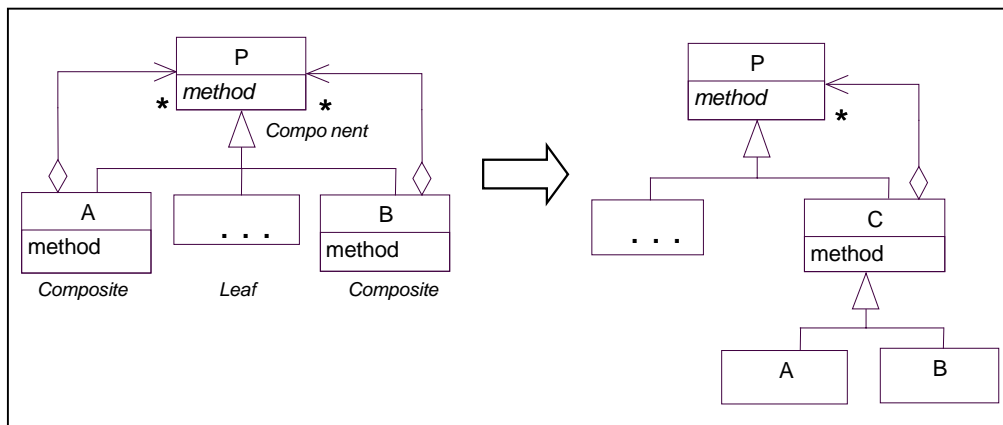 P
method
* *
Compo nent
A
method
. . .
B
method
Composite
Leaf
Composite
P
method
*
. . .
C
method
A
B